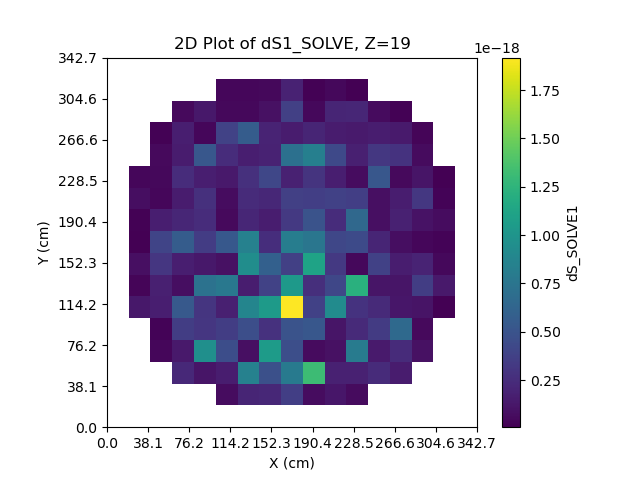 2D Plot of dS1_SOLVE, Z=19
1e−18
342.7
304.6
266.6
228.5
190.4
152.3
114.2
76.2
38.1
0.0
Y (cm)
0.0 38.1 76.2 114.2 152.3 190.4 228.5 266.6 304.6 342.7
X (cm)
1.75
1.50
1.25
1.00
0.75
0.50
0.25
dS_SOLVE1